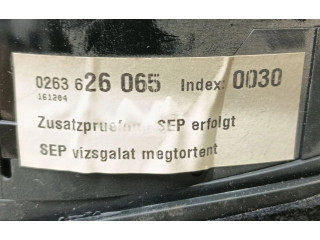 0263 626 065 Index: 0030
161204
Zusatzpruefung SEP erfolgt
SEP vizsgalat megtortent